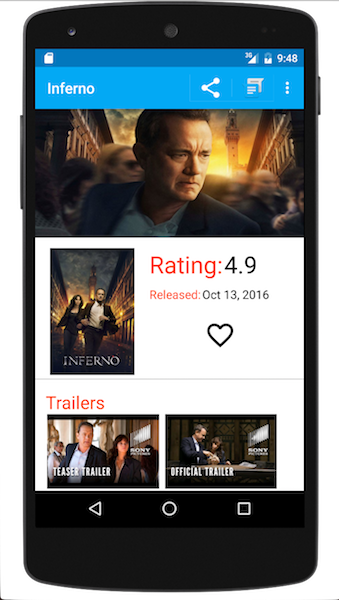 3G 9:48
Inferno
INFERNO
Rating: 4.9
Released: Oct 13, 2016
Trailers
SONY
PICTURES
TEASER TRAILER
SONY
PICTURES
OFFICIAL TRAILER